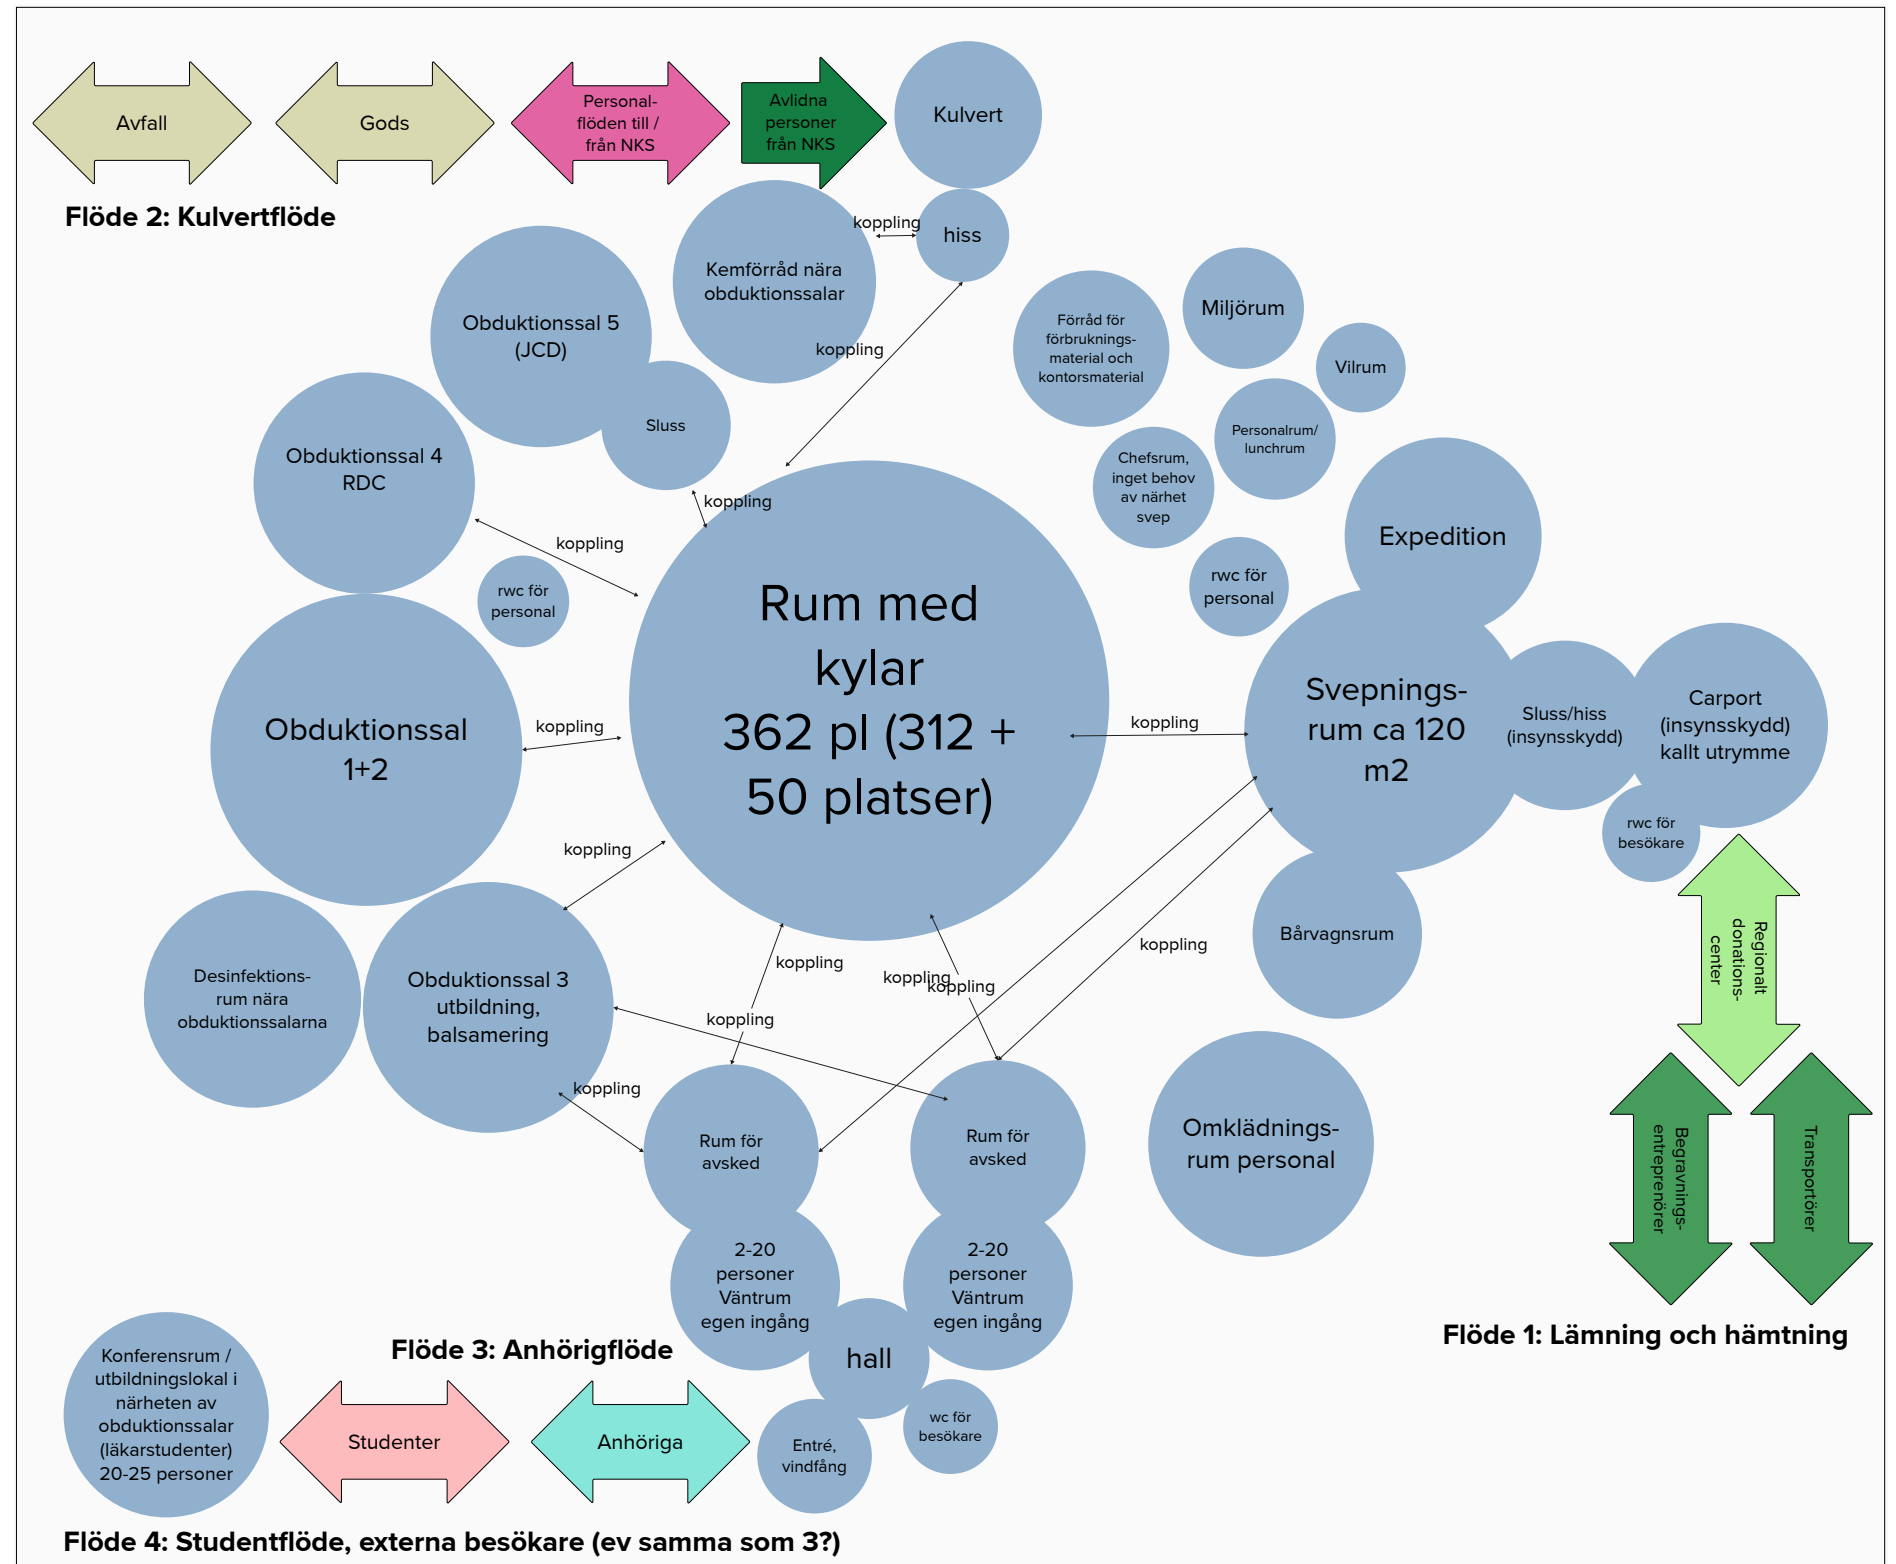 Avfall
Gods
Personal-
flöden till /
från NKS
Avlidna
personer
från NKS
Kulvert
Flöde 2: Kulvertflöde
koppling
hiss
Kemförråd nära
obduktionssalar
koppling
Obduktionssal 5
(JCD)
Sluss
koppling
Förråd för
förbruknings-
material och
kontorsmaterial
Miljörum
Vilrum
Personalrum/
lunchrum
Chefsrum,
inget behov
av närhet
svep
Expedition
rwc för
personal
Obduktionssal 4
RDC
koppling
rwc för
personal
Rum med
kylar
362 pl (312 +
50 platser)
Obduktionssal
1+2
koppling
koppling
Svepnings-
rum ca 120
m2
Sluss/hiss
(insynsskydd)
Carport
(insynsskydd)
kallt utrymme
rwc för
besökare
koppling
Bårvagnsrum
koppling
koppling
koppling
koppling
koppling
Desinfektions-
rum nära
obduktionssalarna
Obduktionssal 3
utbildning,
balsamering
koppling
Regionalt
donations-
center
Rum för
avsked
Rum för
avsked
Omklädnings-
rum personal
Begravnings-
entreprenörer
Transportörer
2-20
personer
Väntrum
egen ingång
2-20
personer
Väntrum
egen ingång
Flöde 1: Lämning och hämtning
hall
Flöde 3: Anhörigflöde
Konferensrum /
utbildningslokal i
närheten av
obduktionssalar
(läkarstudenter)
20-25 personer
Studenter
Anhöriga
Entré,
vindfång
wc för
besökare
Flöde 4: Studentflöde, externa besökare (ev samma som 3?)